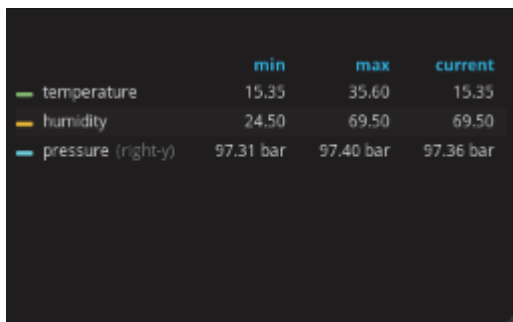 min max current
temperature 15.35 35.60 15.35
humidity 24.50 69.50 69.50
pressure (right-y) 97.31 bar 97.40 bar 97.36 bar